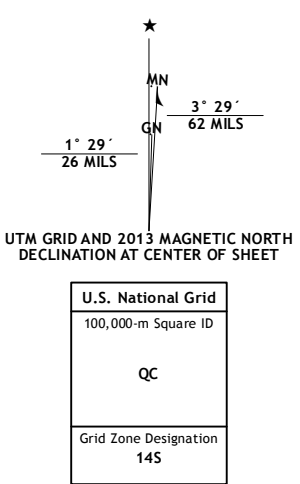 ★
MN
3° 29´
62 MILS
GN
1° 29´
26 MILS
UTM GRID AND 2013 MAGNETIC NORTH
DECLINATION AT CENTER OF SHEET
U.S. National Grid
100,000-m Square ID
QC
Grid Zone Designation
14S